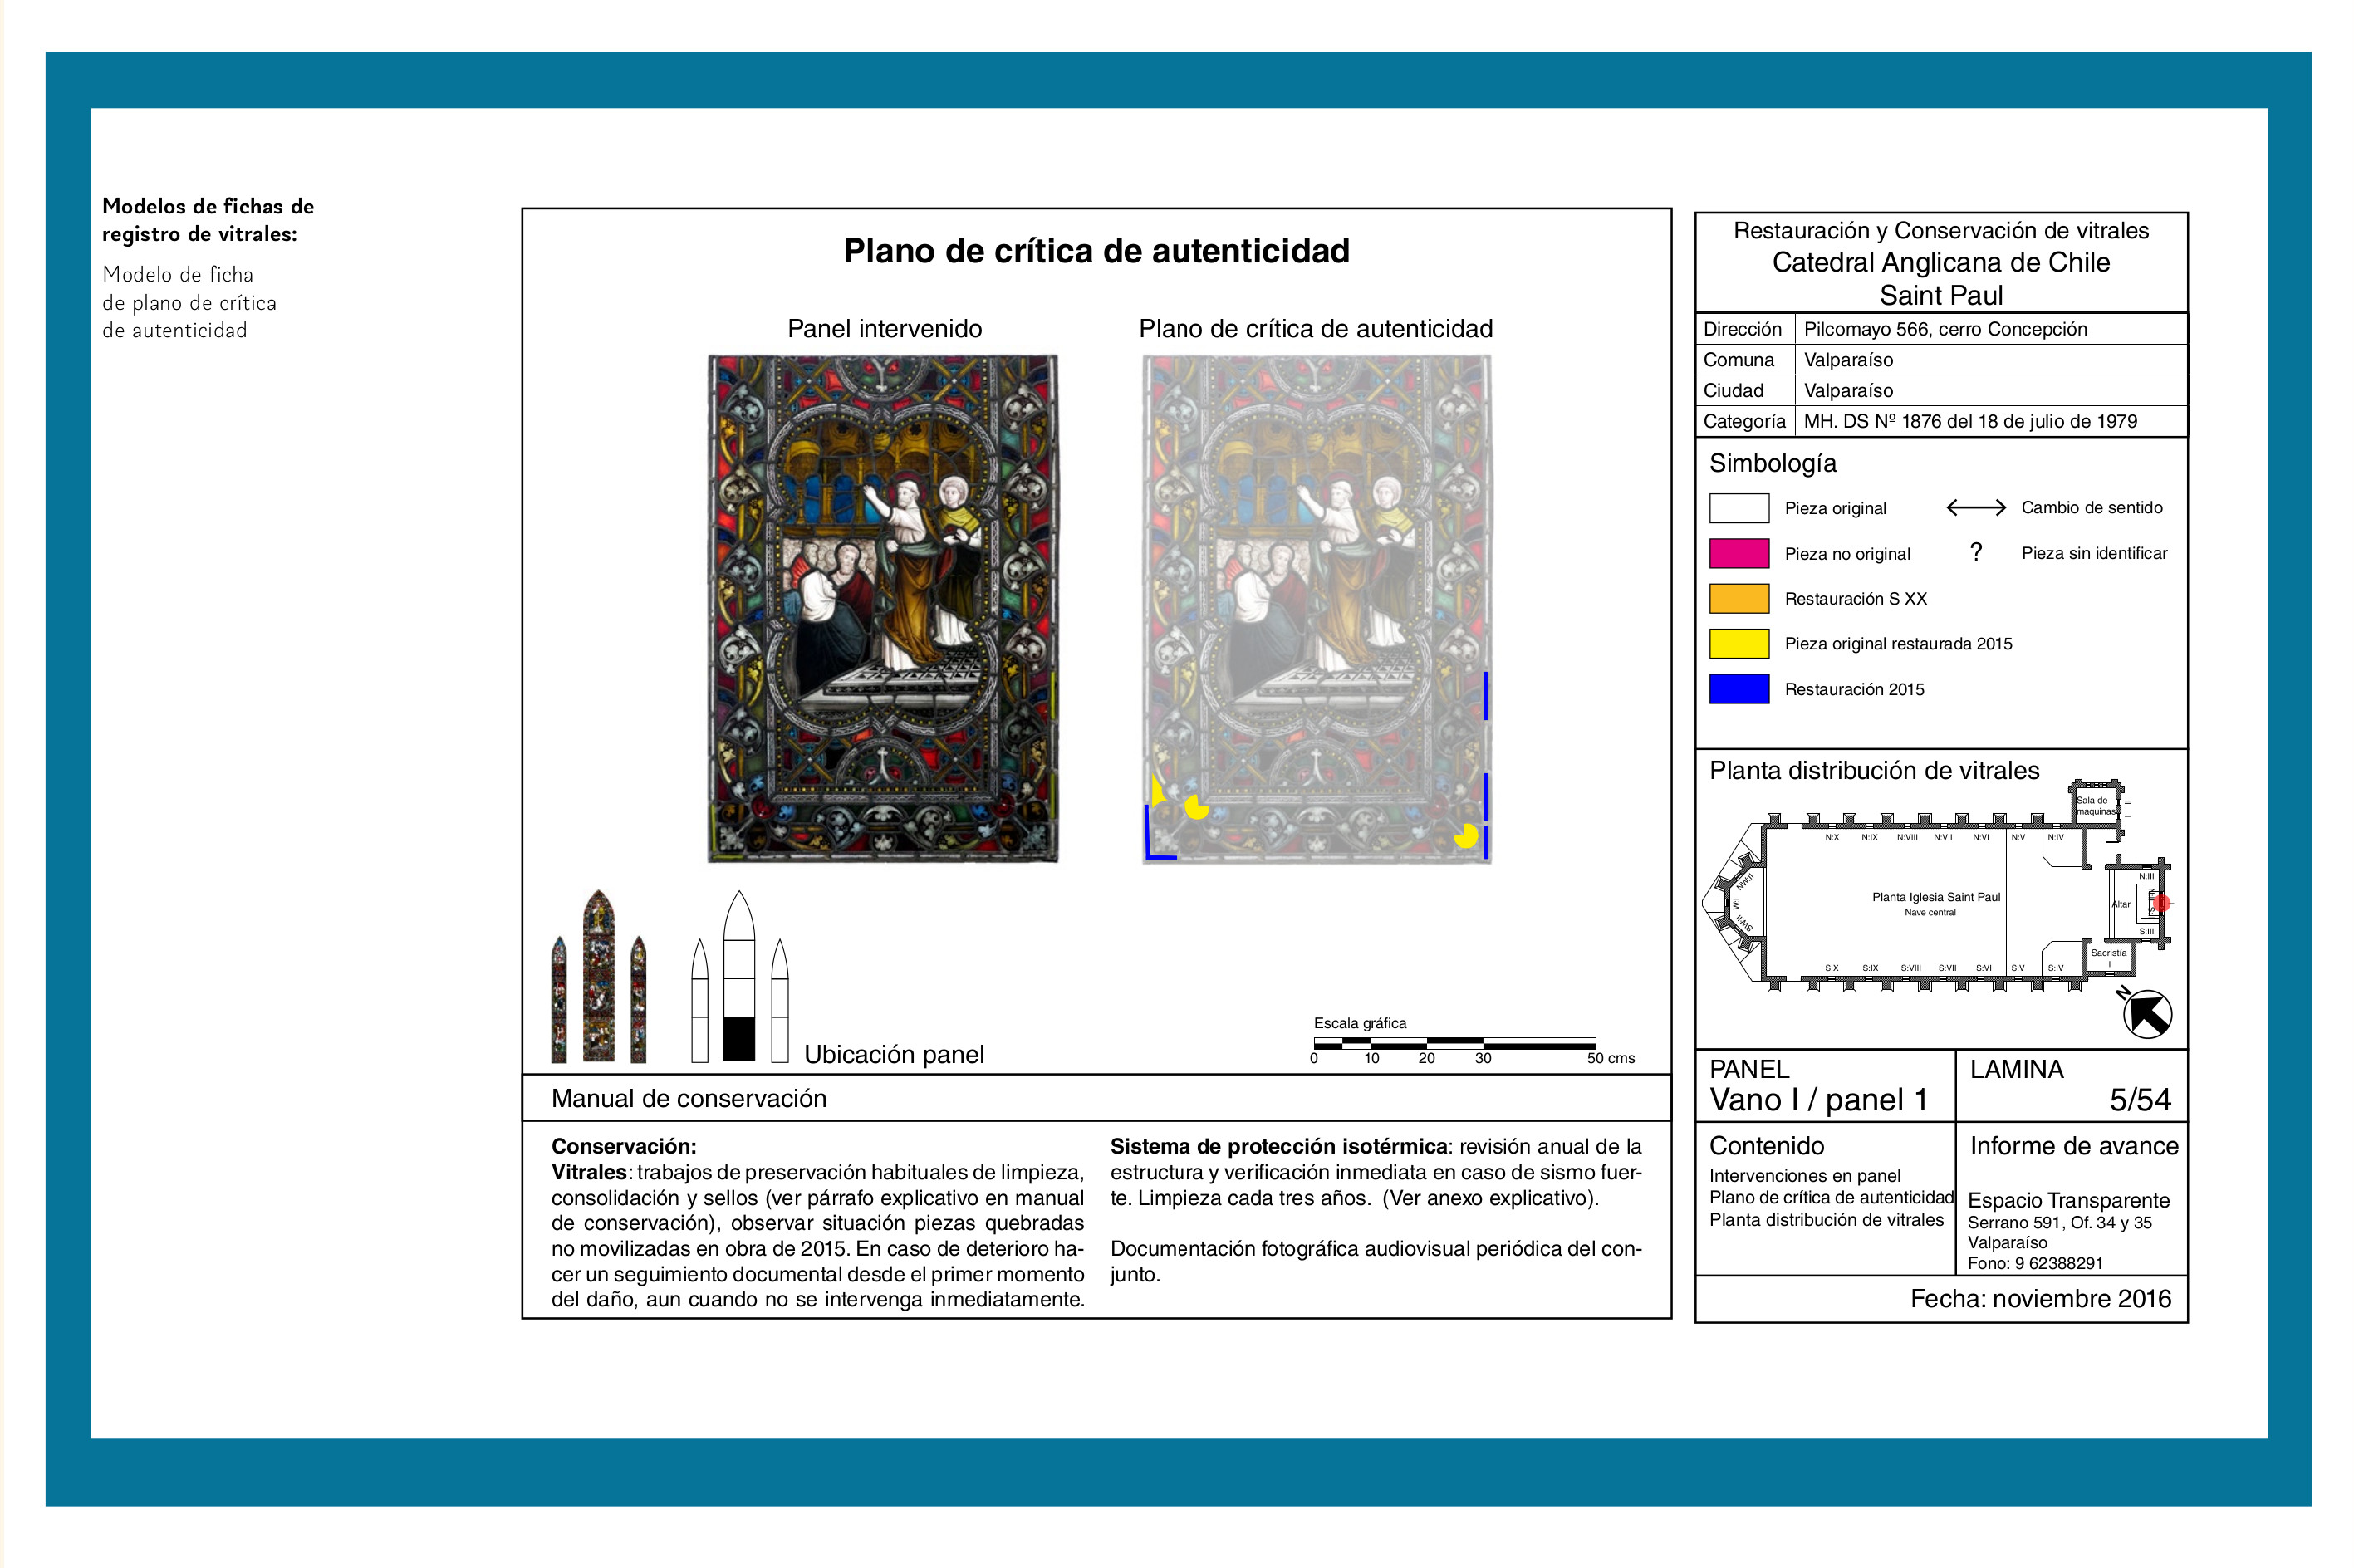 Modelos de fichas de
registro de vitrales:
Modelo de ficha
de plano de crítica
de autenticidad
Plano de crítica de autenticidad
Panel intervenido
Plano de crítica de autenticidad
Ubicación panel
Escala gráfica
0 10 20 30 50 cms
Manual de conservación
Conservación:
Vitrales: trabajos de preservación habituales de limpieza,
consolidación y sellos (ver párrafo explicativo en manual
de conservación), observar situación piezas quebradas
no movilizadas en obra de 2015. En caso de deterioro ha-
cer un seguimiento documental desde el primer momento
del daño, aun cuando no se intervenga inmediatamente.
Sistema de protección isotérmica: revisión anual de la
estructura y verificación inmediata en caso de sismo fuer-
te. Limpieza cada tres años. (Ver anexo explicativo).
Documentación fotográfica audiovisual periódica del con-
junto.
Restauración y Conservación de vitrales
Catedral Anglicana de Chile
Saint Paul
Dirección Pilcomayo 566, cerro Concepción
Comuna Valparaíso
Ciudad Valparaíso
Categoría MH. DS Nº 1876 del 18 de julio de 1979
Simbología
Pieza original
Cambio de sentido
Pieza no original
? Pieza sin identificar
Restauración S XX
Pieza original restaurada 2015
Restauración 2015
Planta distribución de vitrales
Sala de
maquinas
N:X N:IX N:VIII N:VII N:VI N:V N:IV
N:III
NW:II
W:I
SW:II
Planta Iglesia Saint Paul
Nave central
Altar
S:III
Sacristía
I
S:X S:IX S:VIII S:VII S:VI S:V S:IV
N
PANEL
Vano I / panel 1
LAMINA
5/54
Contenido
Intervenciones en panel
Plano de crítica de autenticidad
Planta distribución de vitrales
Informe de avance
Espacio Transparente
Serrano 591, Of. 34 y 35
Valparaíso
Fono: 9 62388291
Fecha: noviembre 2016